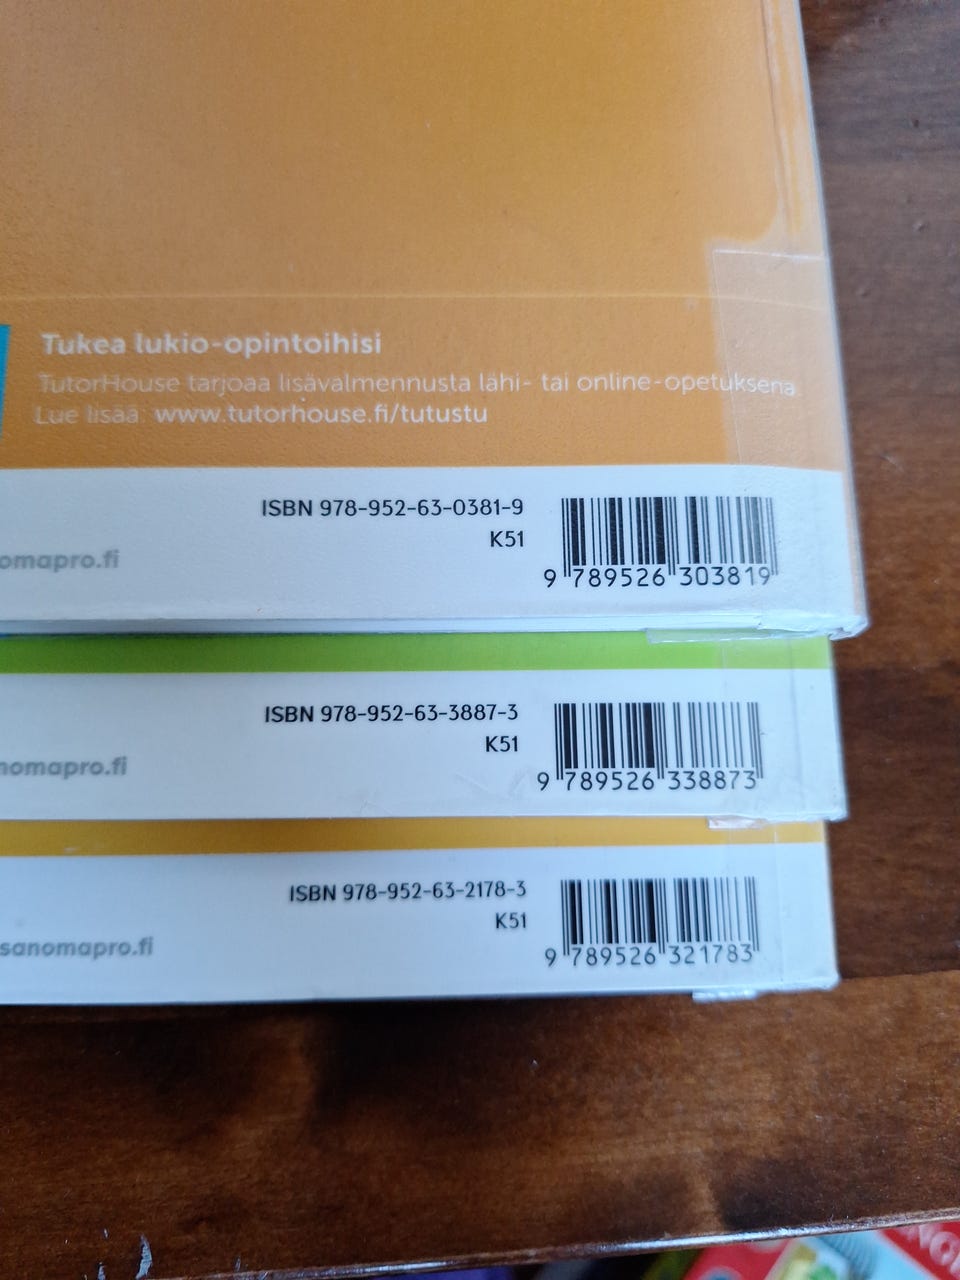 Tukea lukio-opintoihisi
TutorHouse tarjoaa lisävalmennusta lähi- tai online-opetuksena.
Lue lisää: www.tutorhouse.fi/tutustu
ISBN 978-952-63-0381-9
K51
omapro.fi
9 789526 303819
ISBN 978-952-63-3887-3
K51
nomapro.fi
9 789526 338873
ISBN 978-952-63-2178-3
K51
sanomapro.fi
9 789526 321783